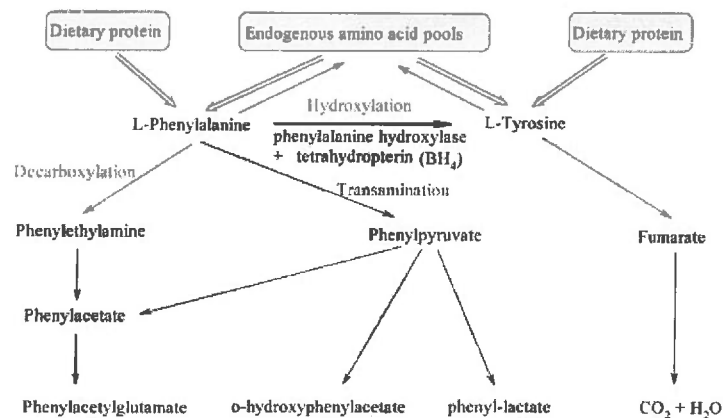 Dietary protein
Endogenous amino acid pools
Dietary protein
Hydroxylation
L-Phenylalanine
L-Tyrosine
phenylalanine hydroxylase
+ tetrahydropterin (BH₄)
Decarboxylation
Transamination
Phenylethylamine
Phenylpyruvate
Fumarate
Phenylacetate
Phenylacetylglutamate
o-hydroxyphenylacetate
phenyl-lactate
CO₂ + H₂O